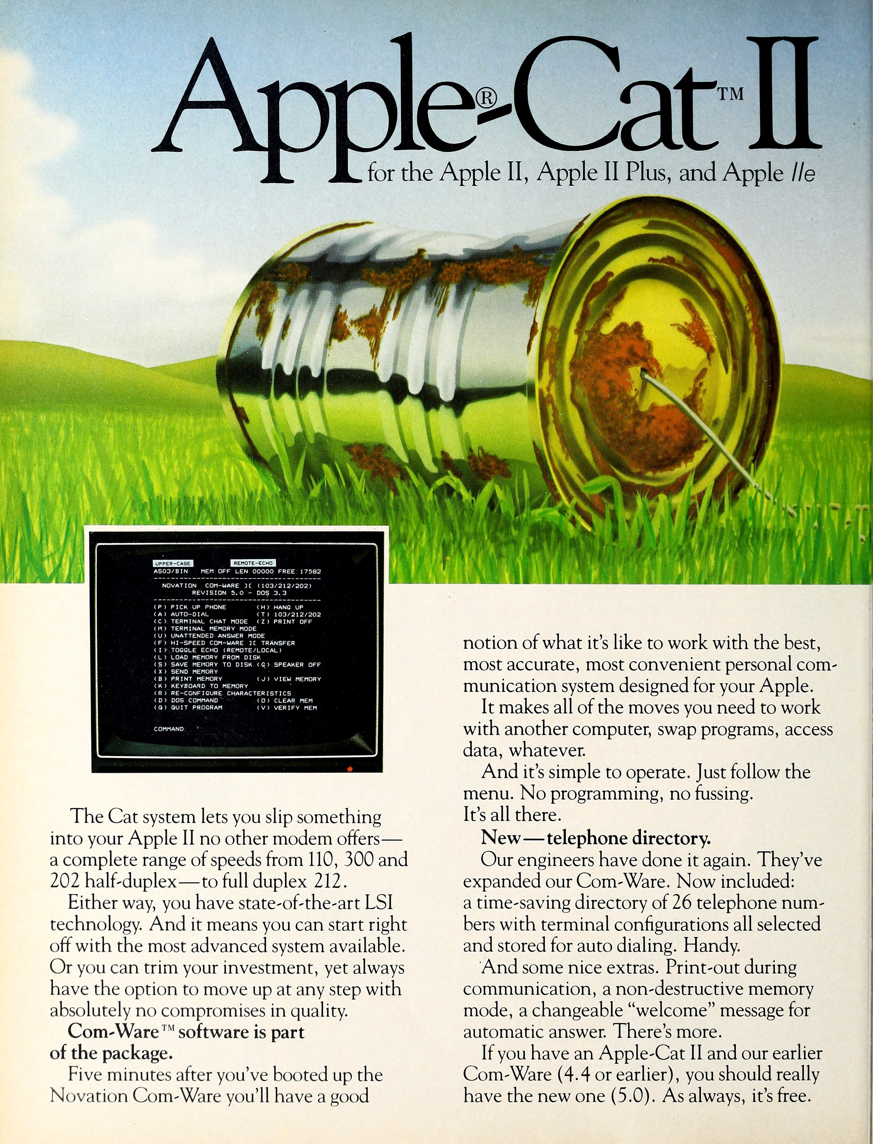 Apple®-Cat™ II
for the Apple II, Apple II Plus, and Apple //e
UPPER-CASE REMOTE-ECHO
ASO3/BIN MEM OFF LEN 00000 FREE:17582
NOVATION COM-WARE ][ (103/212/202)
REVISION 5.0 - DOS 3.3
(P) PICK UP PHONE (H) HANG UP
(A) AUTO-DIAL (T) 103/212/202
(C) TERMINAL CHAT MODE (Z) PRINT OFF
(M) TERMINAL MEMORY MODE
(U) UNATTENDED ANSWER MODE
(F) HI-SPEED COM-WARE ][ TRANSFER
(I) TOGGLE ECHO (REMOTE/LOCAL)
(L) LOAD MEMORY FROM DISK
(S) SAVE MEMORY TO DISK (G) SPEAKER OFF
(X) SEND MEMORY
(B) PRINT MEMORY (J) VIEW MEMORY
(K) KEYBOARD TO MEMORY
(R) RE-CONFIGURE CHARACTERISTICS
(D) DOS COMMAND (O) CLEAR MEM
(Q) QUIT PROGRAM (V) VERIFY MEM
COMMAND:
The Cat system lets you slip something
into your Apple II no other modem offers—
a complete range of speeds from 110, 300 and
202 half-duplex—to full duplex 212.
Either way, you have state-of-the-art LSI
technology. And it means you can start right
off with the most advanced system available.
Or you can trim your investment, yet always
have the option to move up at any step with
absolutely no compromises in quality.
Com-Ware™ software is part
of the package.
Five minutes after you've booted up the
Novation Com-Ware you'll have a good
notion of what it's like to work with the best,
most accurate, most convenient personal com-
munication system designed for your Apple.
It makes all of the moves you need to work
with another computer, swap programs, access
data, whatever.
And it's simple to operate. Just follow the
menu. No programming, no fussing.
It's all there.
New—telephone directory.
Our engineers have done it again. They've
expanded our Com-Ware. Now included:
a time-saving directory of 26 telephone num-
bers with terminal configurations all selected
and stored for auto dialing. Handy.
And some nice extras. Print-out during
communication, a non-destructive memory
mode, a changeable "welcome" message for
automatic answer. There's more.
If you have an Apple-Cat II and our earlier
Com-Ware (4.4 or earlier), you should really
have the new one (5.0). As always, it's free.